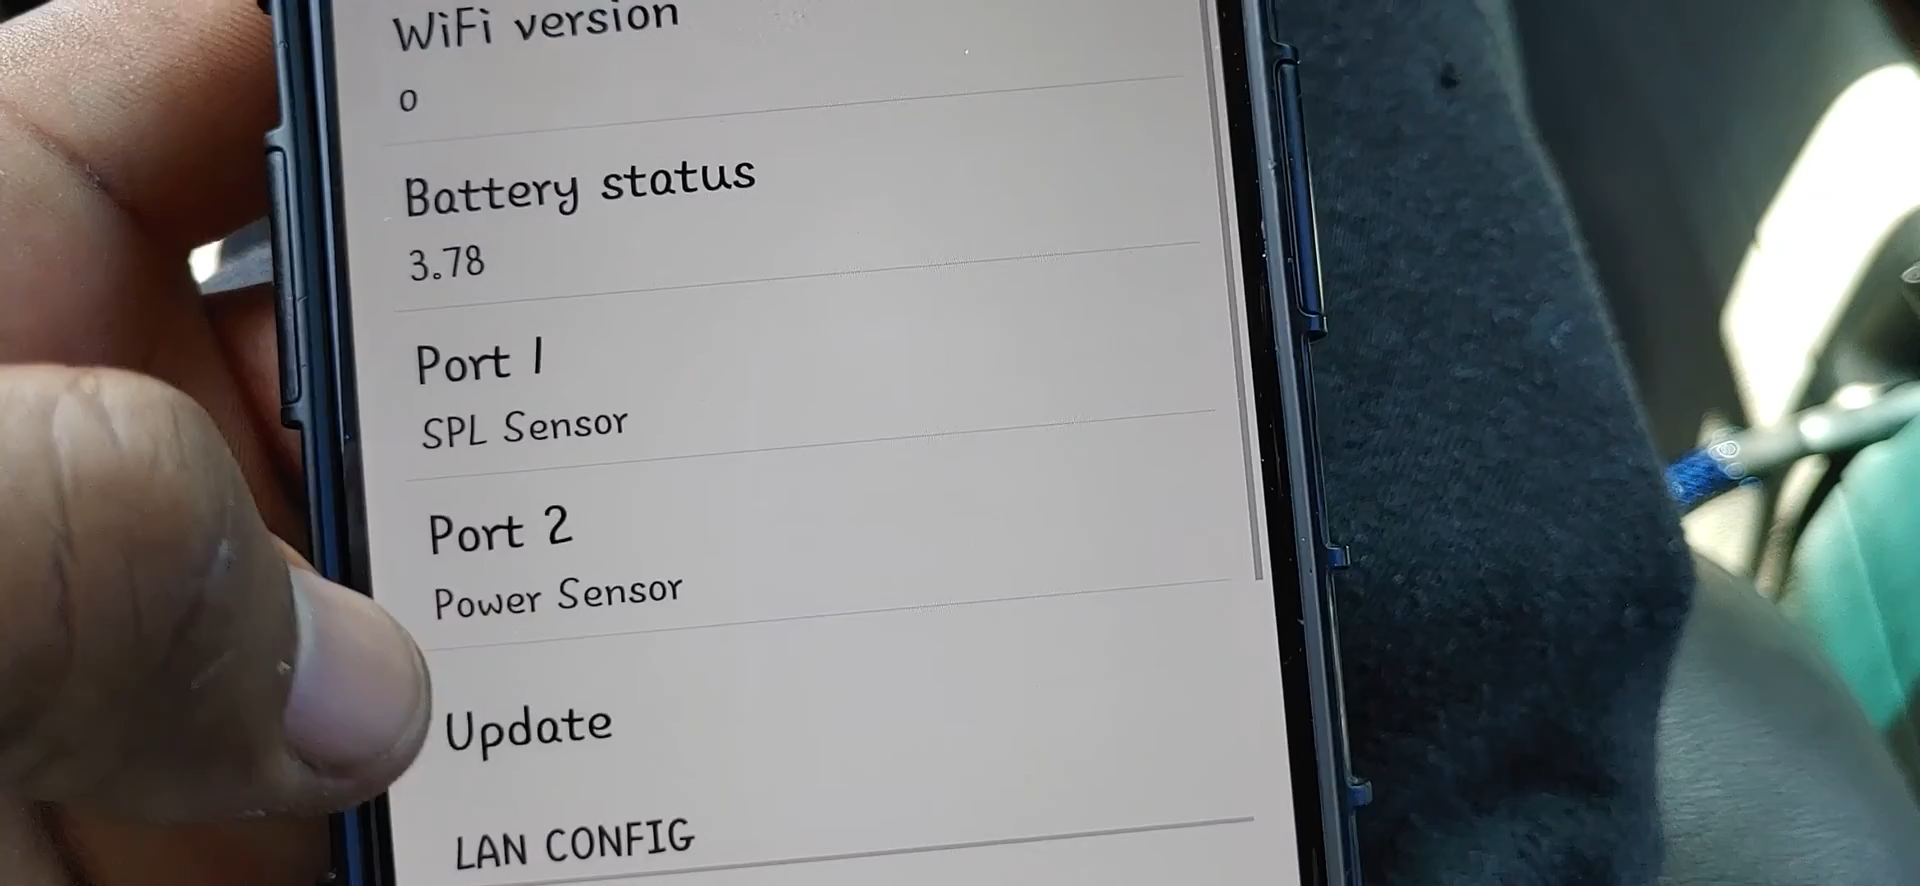 WiFi version
0
Battery status
3.78
Port 1
SPL Sensor
Port 2
Power Sensor
Update
LAN CONFIG